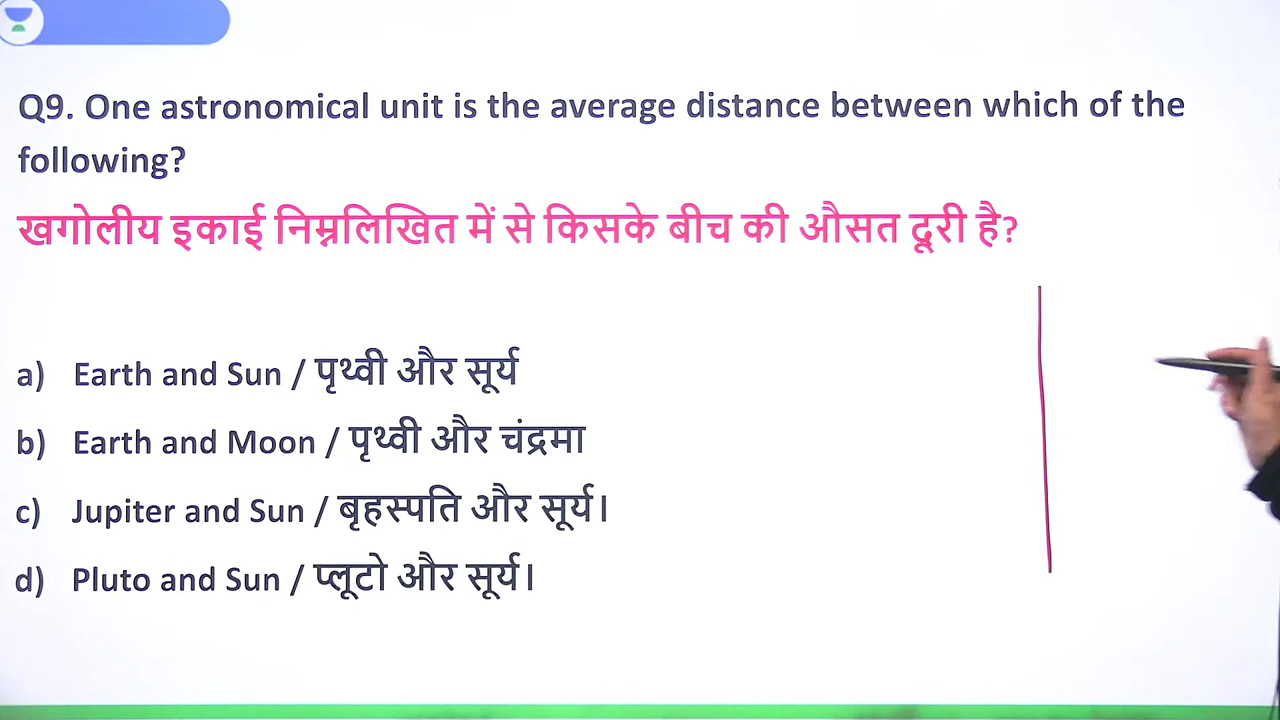 Q9. One astronomical unit is the average distance between which of the
following?
खगोलीय इकाई निम्नलिखित में से किसके बीच की औसत दूरी है?
a) Earth and Sun / पृथ्वी और सूर्य
b) Earth and Moon / पृथ्वी और चंद्रमा
c) Jupiter and Sun / बृहस्पति और सूर्य।
d) Pluto and Sun / प्लूटो और सूर्य।